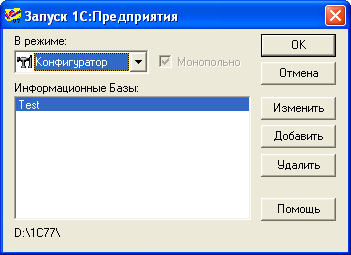 Запуск 1С:Предприятия
В режиме:
Конфигуратор
Монопольно
Информационные Базы:
Test
D:\1C77\
OK
Отмена
Изменить
Добавить
Удалить
Помощь